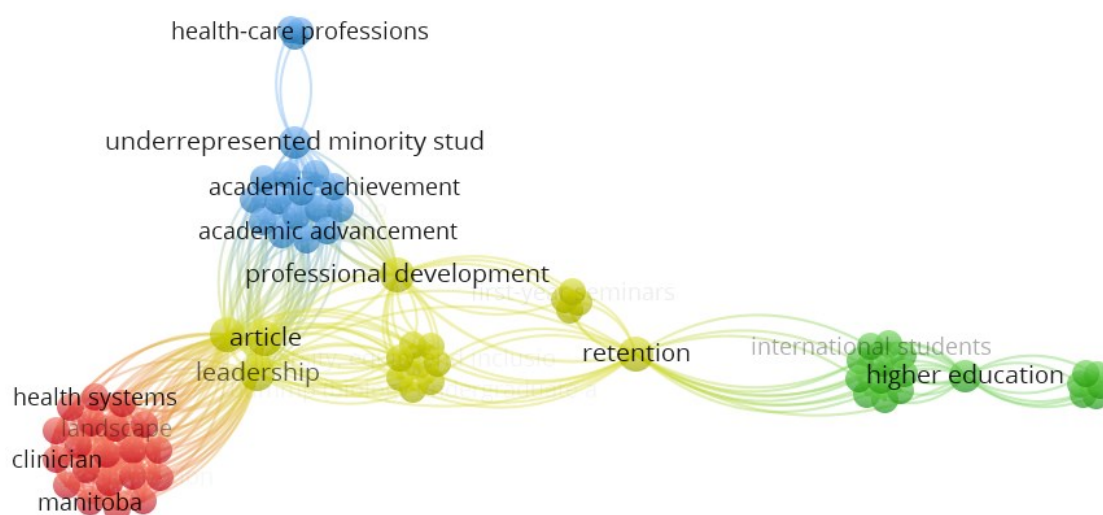 health-care professions
underrepresented minority stud
academic achievement
academic advancement
professional development
first-year seminars
article
retention
international students
leadership
higher education
health systems
landscape
clinician
manitoba